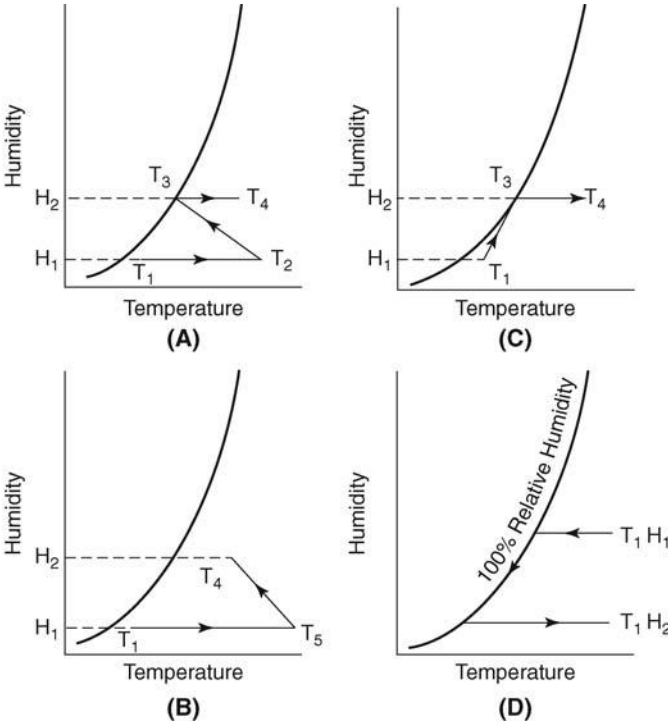 Humidity
H2
H1
T3
T4
T2
T1
Temperature
(A)
Humidity
H2
H1
T3
T4
T1
Temperature
(C)
Humidity
H2
H1
T4
T1
T5
Temperature
(B)
Humidity
100% Relative Humidity
T1 H1
T1 H2
Temperature
(D)